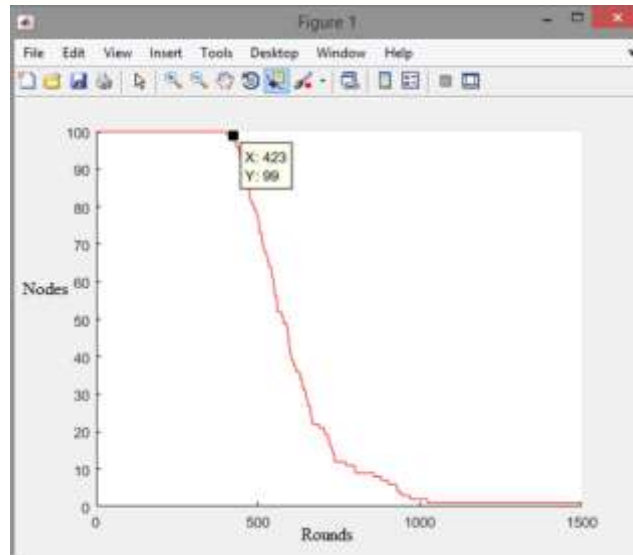 Figure 1
File Edit View Insert Tools Desktop Window Help
100
90
80
70
60
50
40
30
20
10
0
Nodes
X: 423
Y: 99
0 500 1000 1500
Rounds